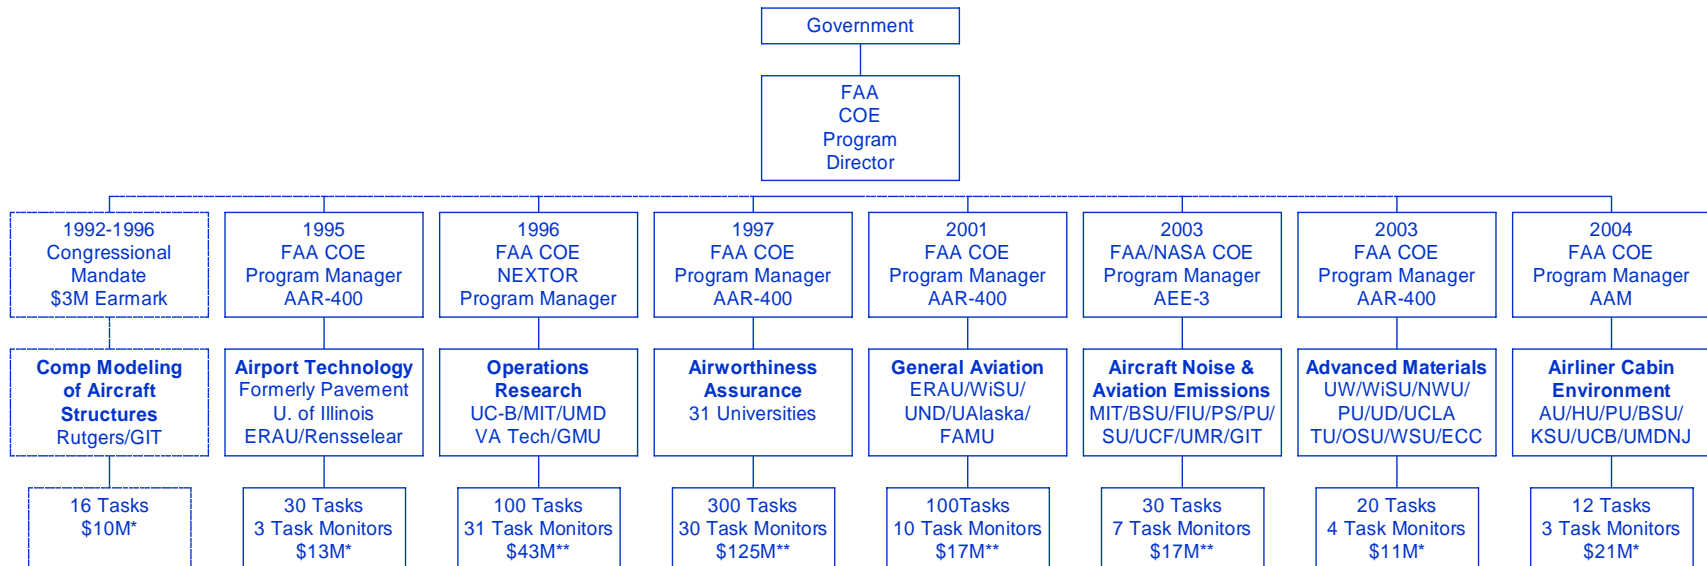 Government
FAA
COE
Program
Director
1992-1996
Congressional
Mandate
$3M Earmark
1995
FAA COE
Program Manager
AAR-400
1996
FAA COE
NEXTOR
Program Manager
1997
FAA COE
Program Manager
AAR-400
2001
FAA COE
Program Manager
AAR-400
2003
FAA/NASA COE
Program Manager
AEE-3
2003
FAA COE
Program Manager
AAR-400
2004
FAA COE
Program Manager
AAM
Comp Modeling
of Aircraft
Structures
Rutgers/GIT
Airport Technology
Formerly Pavement
U. of Illinois
ERAU/Rensselear
Operations
Research
UC-B/MIT/UMD
VA Tech/GMU
Airworthiness
Assurance
31 Universities
General Aviation
ERAU/WiSU/
UND/UAlaska/
FAMU
Aircraft Noise &
Aviation Emissions
MIT/BSU/FIU/PS/PU/
SU/UCF/UMR/GIT
Advanced Materials
UW/WiSU/NWU/
PU/UD/UCLA
TU/OSU/WSU/ECC
Airliner Cabin
Environment
AU/HU/PU/BSU/
KSU/UCB/UMDNJ
16 Tasks
$10M*
30 Tasks
3 Task Monitors
$13M*
100 Tasks
31 Task Monitors
$43M**
300 Tasks
30 Task Monitors
$125M**
100Tasks
10 Task Monitors
$17M**
30 Tasks
7 Task Monitors
$17M**
20 Tasks
4 Task Monitors
$11M*
12 Tasks
3 Task Monitors
$21M*